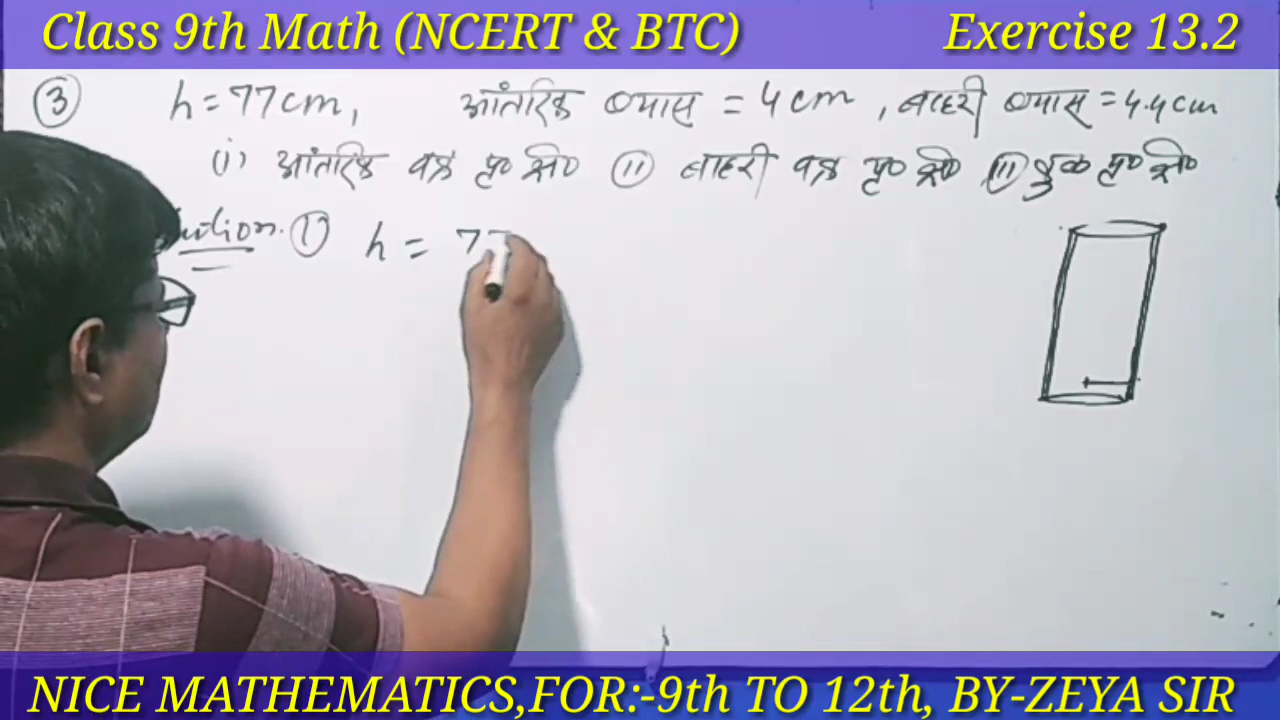 Class 9th Math (NCERT & BTC) Exercise 13.2
③ h = 77cm, आंतरिक व्यास = 4 cm , बाहरी व्यास = 4.4 cm
(i) आंतरिक वक्र पृ० क्षे० (ii) बाहरी वक्र पृ० क्षे० (iii) कुल पृ० क्षे०
ution. ① h = 77
NICE MATHEMATICS,FOR:-9th TO 12th, BY-ZEYA SIR